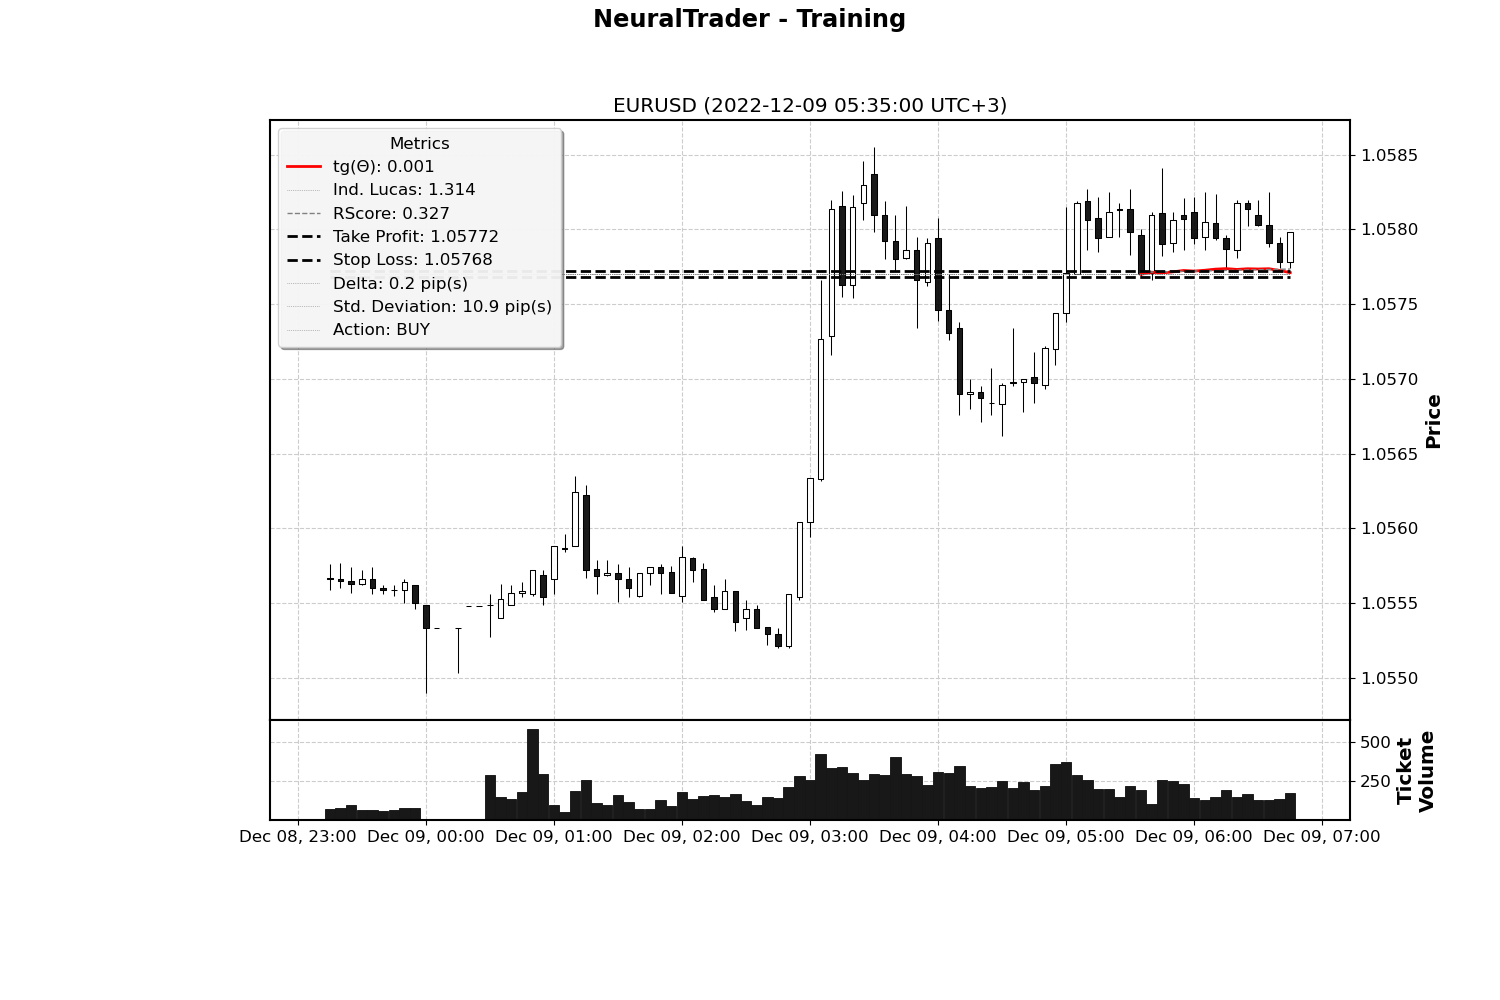 NeuralTrader - Training
EURUSD (2022-12-09 05:35:00 UTC+3)
Metrics
tg(Θ): 0.001
Ind. Lucas: 1.314
RScore: 0.327
Take Profit: 1.05772
Stop Loss: 1.05768
Delta: 0.2 pip(s)
Std. Deviation: 10.9 pip(s)
Action: BUY
1.0585
1.0580
1.0575
1.0570
1.0565
1.0560
1.0555
1.0550
Price
500
250
Ticket
Volume
Dec 08, 23:00 Dec 09, 00:00 Dec 09, 01:00 Dec 09, 02:00 Dec 09, 03:00 Dec 09, 04:00 Dec 09, 05:00 Dec 09, 06:00 Dec 09, 07:00